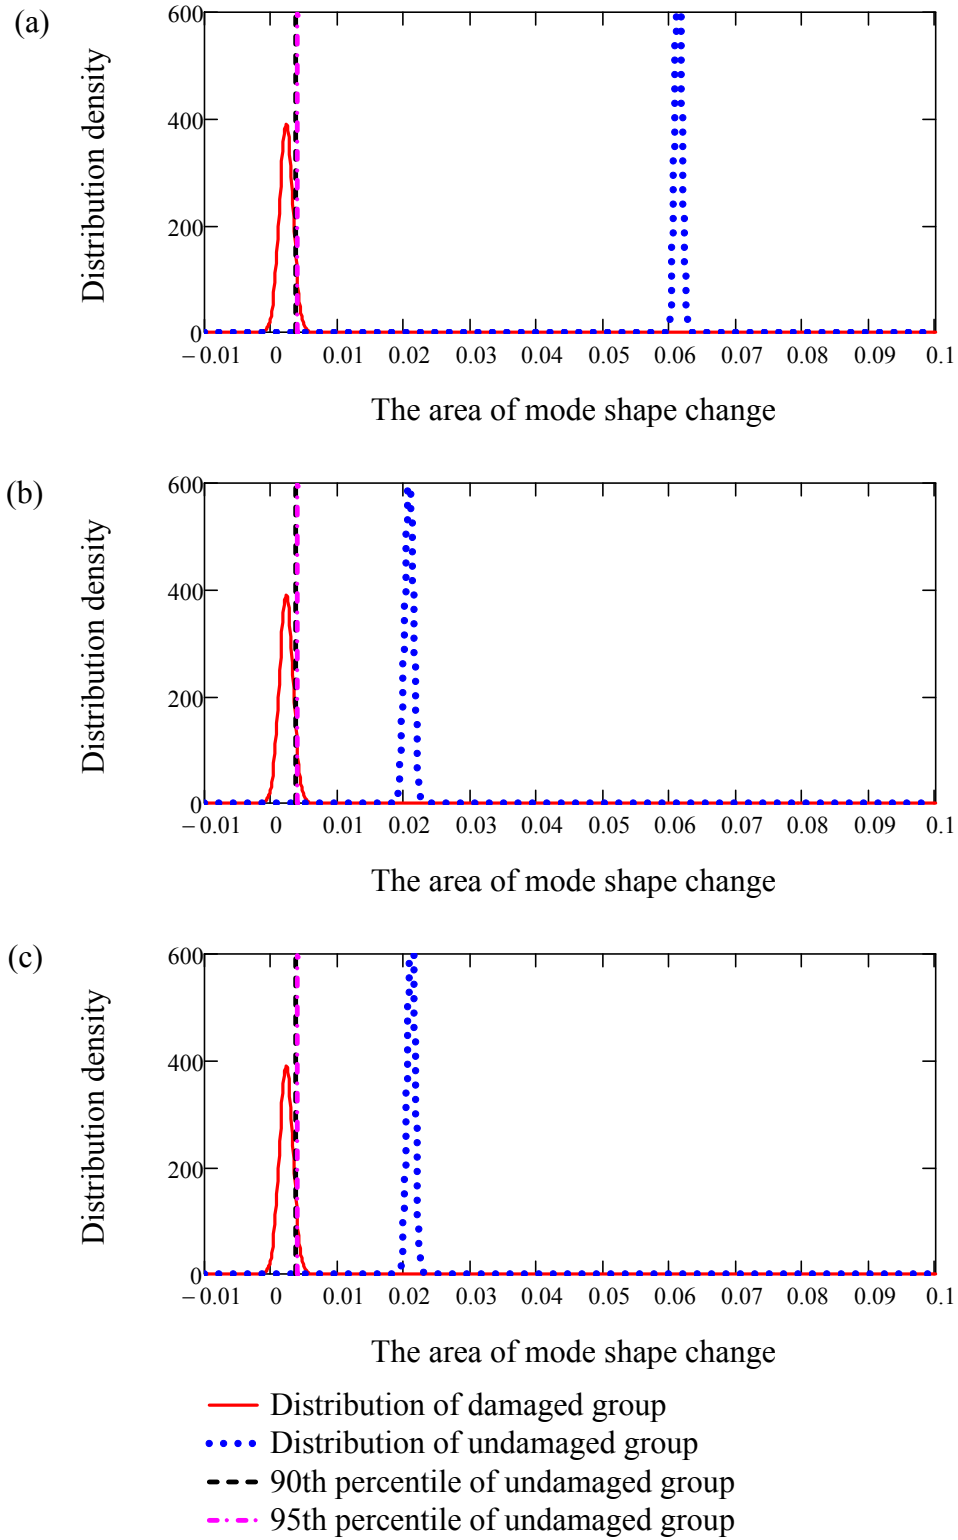 (a)
600
400
200
0
Distribution density
−0.01 0 0.01 0.02 0.03 0.04 0.05 0.06 0.07 0.08 0.09 0.1
The area of mode shape change
(b)
600
400
200
0
Distribution density
−0.01 0 0.01 0.02 0.03 0.04 0.05 0.06 0.07 0.08 0.09 0.1
The area of mode shape change
(c)
600
400
200
0
Distribution density
−0.01 0 0.01 0.02 0.03 0.04 0.05 0.06 0.07 0.08 0.09 0.1
The area of mode shape change
Distribution of damaged group
Distribution of undamaged group
90th percentile of undamaged group
95th percentile of undamaged group